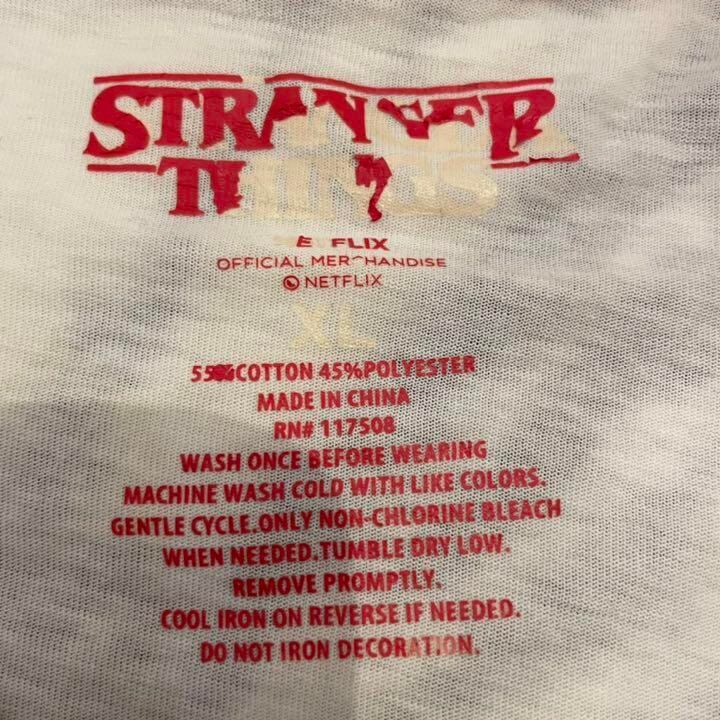 STRANGER
THINGS
NETFLIX
OFFICIAL MERCHANDISE
© NETFLIX
XL
55%COTTON 45%POLYESTER
MADE IN CHINA
RN# 117508
WASH ONCE BEFORE WEARING
MACHINE WASH COLD WITH LIKE COLORS.
GENTLE CYCLE.ONLY NON-CHLORINE BLEACH
WHEN NEEDED.TUMBLE DRY LOW.
REMOVE PROMPTLY.
COOL IRON ON REVERSE IF NEEDED.
DO NOT IRON DECORATION.